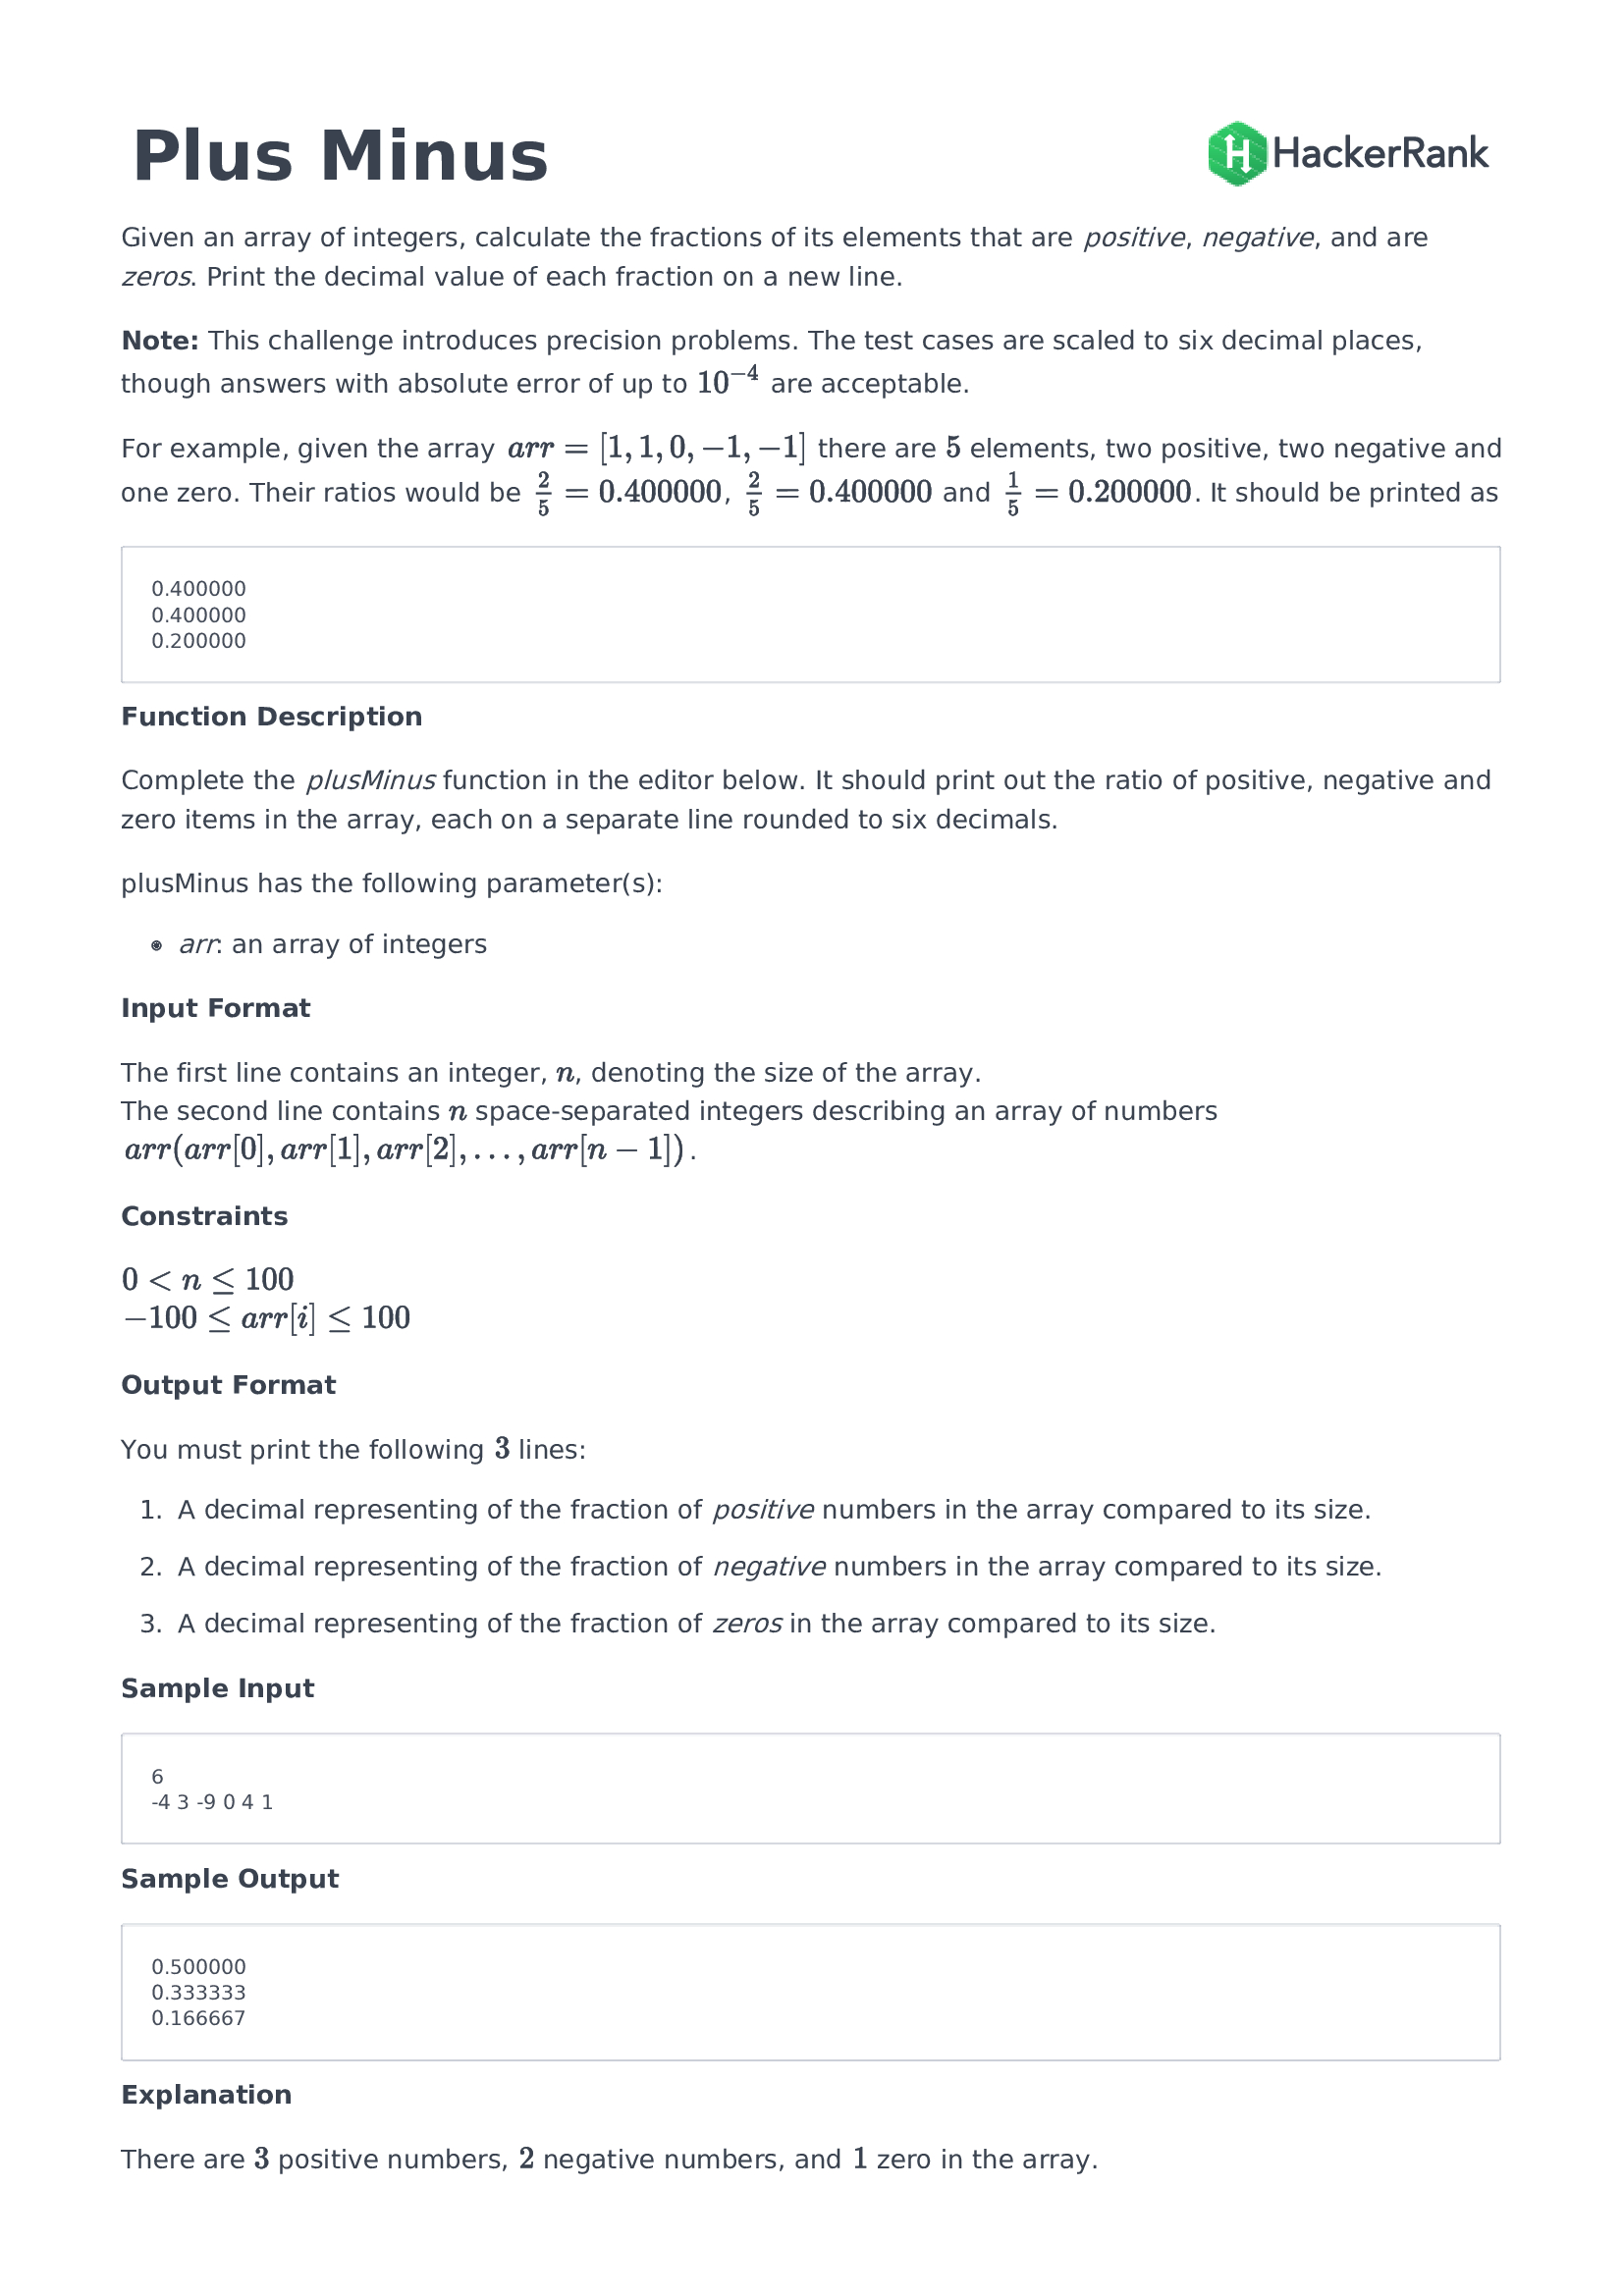 Plus Minus
HackerRank
Given an array of integers, calculate the fractions of its elements that are positive, negative, and are
zeros. Print the decimal value of each fraction on a new line.
Note: This challenge introduces precision problems. The test cases are scaled to six decimal places,
though answers with absolute error of up to 10⁻⁴ are acceptable.
For example, given the array arr = [1, 1, 0, −1, −1] there are 5 elements, two positive, two negative and
one zero. Their ratios would be 2/5 = 0.400000, 2/5 = 0.400000 and 1/5 = 0.200000. It should be printed as
0.400000
0.400000
0.200000
Function Description
Complete the plusMinus function in the editor below. It should print out the ratio of positive, negative and
zero items in the array, each on a separate line rounded to six decimals.
plusMinus has the following parameter(s):
• arr: an array of integers
Input Format
The first line contains an integer, n, denoting the size of the array.
The second line contains n space-separated integers describing an array of numbers
arr(arr[0], arr[1], arr[2], . . . , arr[n − 1]).
Constraints
0 < n ≤ 100
−100 ≤ arr[i] ≤ 100
Output Format
You must print the following 3 lines:
1. A decimal representing of the fraction of positive numbers in the array compared to its size.
2. A decimal representing of the fraction of negative numbers in the array compared to its size.
3. A decimal representing of the fraction of zeros in the array compared to its size.
Sample Input
6
-4 3 -9 0 4 1
Sample Output
0.500000
0.333333
0.166667
Explanation
There are 3 positive numbers, 2 negative numbers, and 1 zero in the array.